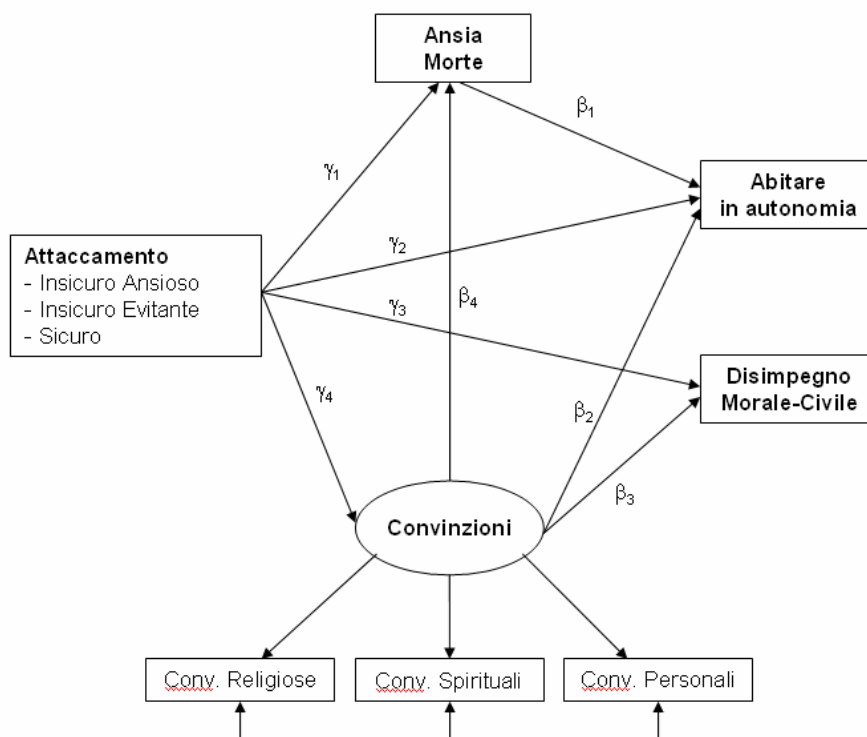 Ansia
Morte
β1
γ1
Abitare
in autonomia
Attaccamento
- Insicuro Ansioso
- Insicuro Evitante
- Sicuro
γ2
β4
γ3
Disimpegno
Morale-Civile
γ4
β2
β3
Convinzioni
Conv. Religiose
Conv. Spirituali
Conv. Personali